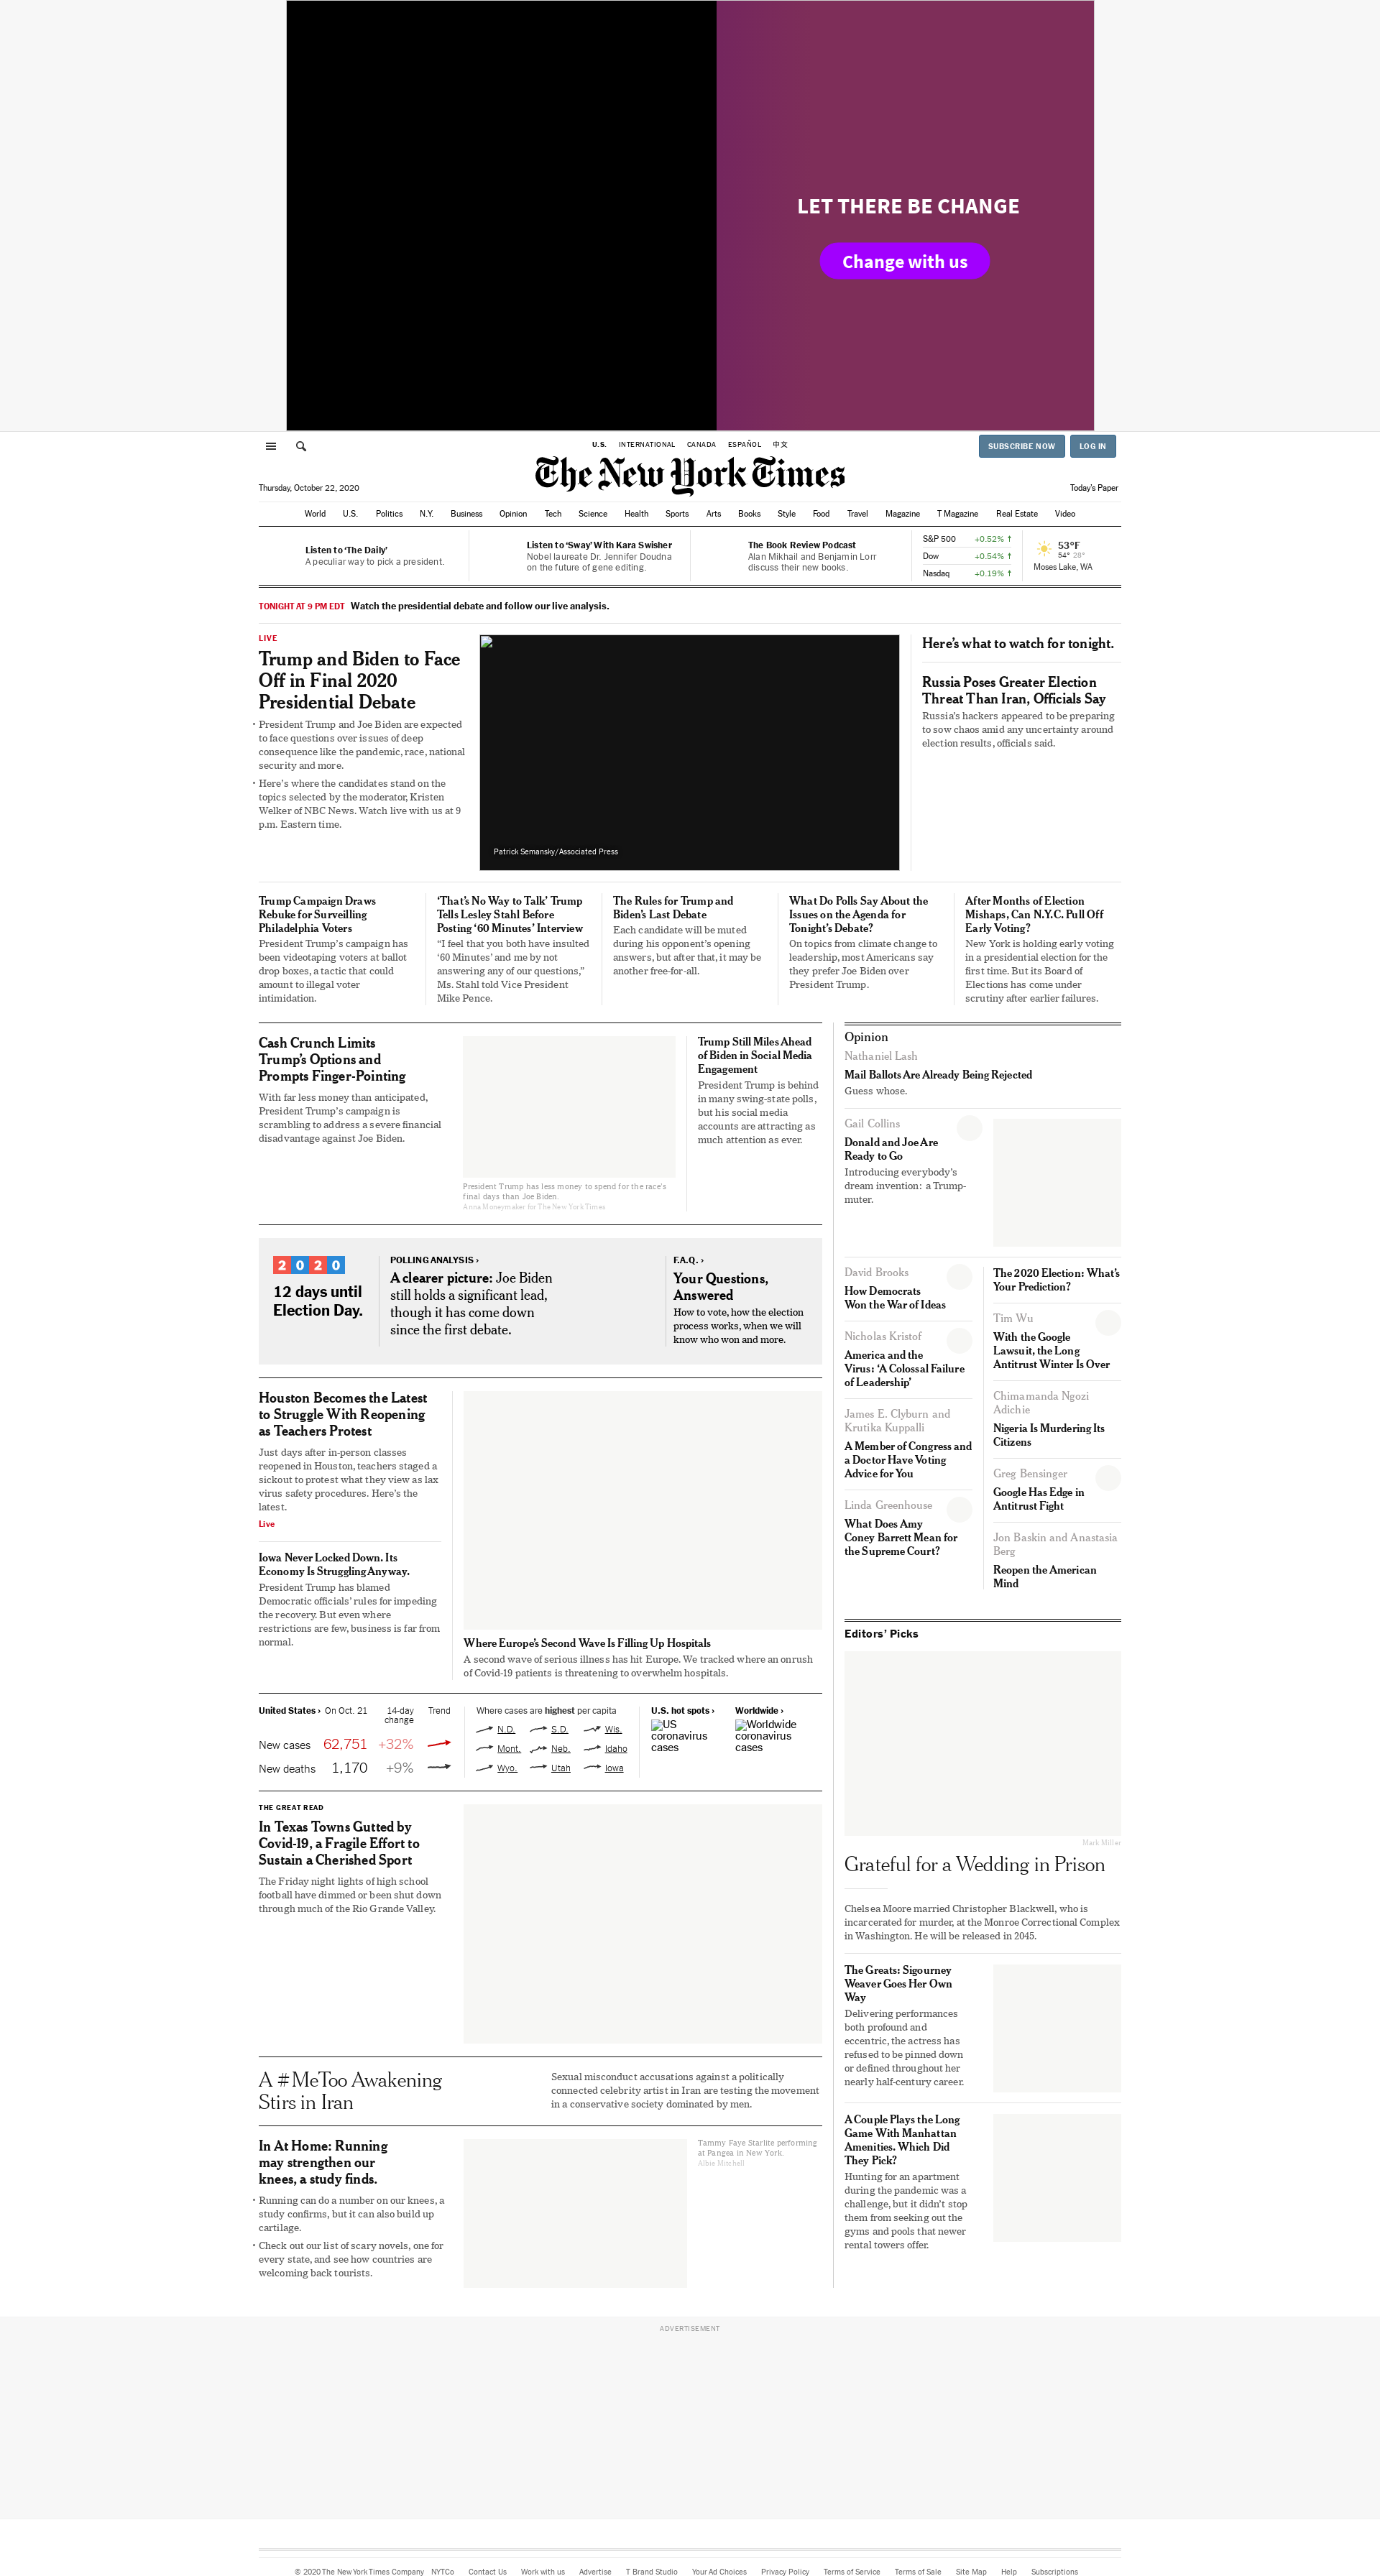 LET THERE BE CHANGE
Change with us
U.S.
INTERNATIONAL
CANADA
ESPAÑOL
中文
SUBSCRIBE NOW
LOG IN
The New York Times
Thursday, October 22, 2020
Today's Paper
World
U.S.
Politics
N.Y.
Business
Opinion
Tech
Science
Health
Sports
Arts
Books
Style
Food
Travel
Magazine
T Magazine
Real Estate
Video
Listen to ‘The Daily’
A peculiar way to pick a president.
Listen to ‘Sway’ With Kara Swisher
Nobel laureate Dr. Jennifer Doudna
on the future of gene editing.
The Book Review Podcast
Alan Mikhail and Benjamin Lorr
discuss their new books.
S&P 500 +0.52% ↑
Dow +0.54% ↑
Nasdaq +0.19% ↑
53°F
54° 28°
Moses Lake, WA
TONIGHT AT 9 PM EDT Watch the presidential debate and follow our live analysis.
LIVE
Trump and Biden to Face
Off in Final 2020
Presidential Debate
• President Trump and Joe Biden are expected
to face questions over issues of deep
consequence like the pandemic, race, national
security and more.
• Here’s where the candidates stand on the
topics selected by the moderator, Kristen
Welker of NBC News. Watch live with us at 9
p.m. Eastern time.
Patrick Semansky/Associated Press
Here’s what to watch for tonight.
Russia Poses Greater Election
Threat Than Iran, Officials Say
Russia’s hackers appeared to be preparing
to sow chaos amid any uncertainty around
election results, officials said.
Trump Campaign Draws
Rebuke for Surveilling
Philadelphia Voters
President Trump’s campaign has
been videotaping voters at ballot
drop boxes, a tactic that could
amount to illegal voter
intimidation.
‘That’s No Way to Talk’ Trump
Tells Lesley Stahl Before
Posting ‘60 Minutes’ Interview
“I feel that you both have insulted
‘60 Minutes’ and me by not
answering any of our questions,”
Ms. Stahl told Vice President
Mike Pence.
The Rules for Trump and
Biden’s Last Debate
Each candidate will be muted
during his opponent’s opening
answers, but after that, it may be
another free-for-all.
What Do Polls Say About the
Issues on the Agenda for
Tonight’s Debate?
On topics from climate change to
leadership, most Americans say
they prefer Joe Biden over
President Trump.
After Months of Election
Mishaps, Can N.Y.C. Pull Off
Early Voting?
New York is holding early voting
in a presidential election for the
first time. But its Board of
Elections has come under
scrutiny after earlier failures.
Cash Crunch Limits
Trump’s Options and
Prompts Finger-Pointing
With far less money than anticipated,
President Trump’s campaign is
scrambling to address a severe financial
disadvantage against Joe Biden.
President Trump has less money to spend for the race’s
final days than Joe Biden.
Anna Moneymaker for The New York Times
Trump Still Miles Ahead
of Biden in Social Media
Engagement
President Trump is behind
in many swing-state polls,
but his social media
accounts are attracting as
much attention as ever.
2020
12 days until
Election Day.
POLLING ANALYSIS ›
A clearer picture: Joe Biden
still holds a significant lead,
though it has come down
since the first debate.
F.A.Q. ›
Your Questions,
Answered
How to vote, how the election
process works, when we will
know who won and more.
Houston Becomes the Latest
to Struggle With Reopening
as Teachers Protest
Just days after in-person classes
reopened in Houston, teachers staged a
sickout to protest what they view as lax
virus safety procedures. Here’s the
latest.
Live
Iowa Never Locked Down. Its
Economy Is Struggling Anyway.
President Trump has blamed
Democratic officials’ rules for impeding
the recovery. But even where
restrictions are few, business is far from
normal.
Where Europe’s Second Wave Is Filling Up Hospitals
A second wave of serious illness has hit Europe. We tracked where an onrush
of Covid-19 patients is threatening to overwhelm hospitals.
United States › On Oct. 21 14-day Trend
change
New cases 62,751 +32%
New deaths 1,170 +9%
Where cases are highest per capita
N.D. S.D. Wis.
Mont. Neb. Idaho
Wyo. Utah Iowa
U.S. hot spots ›
US
coronavirus
cases
Worldwide ›
Worldwide
coronavirus
cases
THE GREAT READ
In Texas Towns Gutted by
Covid-19, a Fragile Effort to
Sustain a Cherished Sport
The Friday night lights of high school
football have dimmed or been shut down
through much of the Rio Grande Valley.
A #MeToo Awakening
Stirs in Iran
Sexual misconduct accusations against a politically
connected celebrity artist in Iran are testing the movement
in a conservative society dominated by men.
In At Home: Running
may strengthen our
knees, a study finds.
• Running can do a number on our knees, a
study confirms, but it can also build up
cartilage.
• Check out our list of scary novels, one for
every state, and see how countries are
welcoming back tourists.
Tammy Faye Starlite performing
at Pangea in New York.
Albie Mitchell
Opinion
Nathaniel Lash
Mail Ballots Are Already Being Rejected
Guess whose.
Gail Collins
Donald and Joe Are
Ready to Go
Introducing everybody’s
dream invention: a Trump-
muter.
David Brooks
How Democrats
Won the War of Ideas
Nicholas Kristof
America and the
Virus: ‘A Colossal Failure
of Leadership’
James E. Clyburn and
Krutika Kuppalli
A Member of Congress and
a Doctor Have Voting
Advice for You
Linda Greenhouse
What Does Amy
Coney Barrett Mean for
the Supreme Court?
The 2020 Election: What’s
Your Prediction?
Tim Wu
With the Google
Lawsuit, the Long
Antitrust Winter Is Over
Chimamanda Ngozi
Adichie
Nigeria Is Murdering Its
Citizens
Greg Bensinger
Google Has Edge in
Antitrust Fight
Jon Baskin and Anastasia
Berg
Reopen the American
Mind
Editors’ Picks
Mark Miller
Grateful for a Wedding in Prison
Chelsea Moore married Christopher Blackwell, who is
incarcerated for murder, at the Monroe Correctional Complex
in Washington. He will be released in 2045.
The Greats: Sigourney
Weaver Goes Her Own
Way
Delivering performances
both profound and
eccentric, the actress has
refused to be pinned down
or defined throughout her
nearly half-century career.
A Couple Plays the Long
Game With Manhattan
Amenities. Which Did
They Pick?
Hunting for an apartment
during the pandemic was a
challenge, but it didn’t stop
them from seeking out the
gyms and pools that newer
rental towers offer.
ADVERTISEMENT
© 2020 The New York Times Company
NYTCo
Contact Us
Work with us
Advertise
T Brand Studio
Your Ad Choices
Privacy Policy
Terms of Service
Terms of Sale
Site Map
Help
Subscriptions